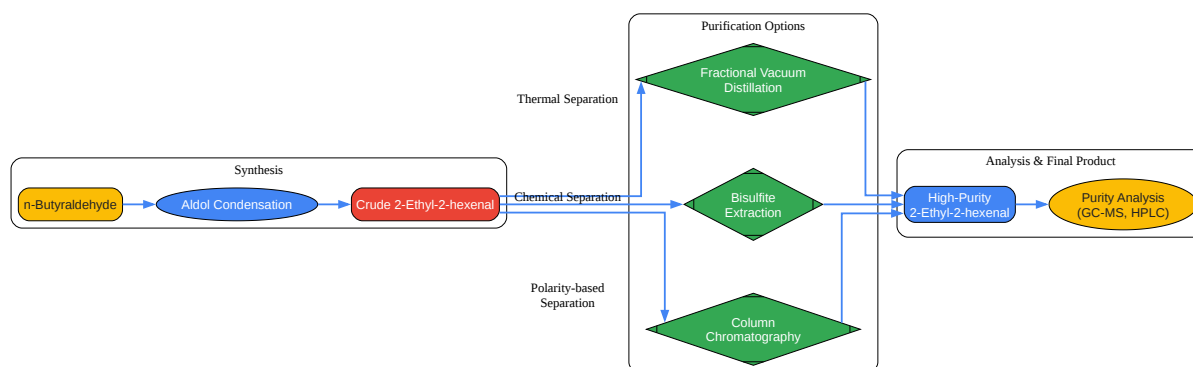 Purification Options
Fractional Vacuum
Distillation
Thermal Separation
Synthesis
n-Butyraldehyde
Aldol Condensation
Crude 2-Ethyl-2-hexenal
Chemical Separation
Bisulfite
Extraction
Polarity-based
Separation
Column
Chromatography
Analysis & Final Product
High-Purity
2-Ethyl-2-hexenal
Purity Analysis
(GC-MS, HPLC)